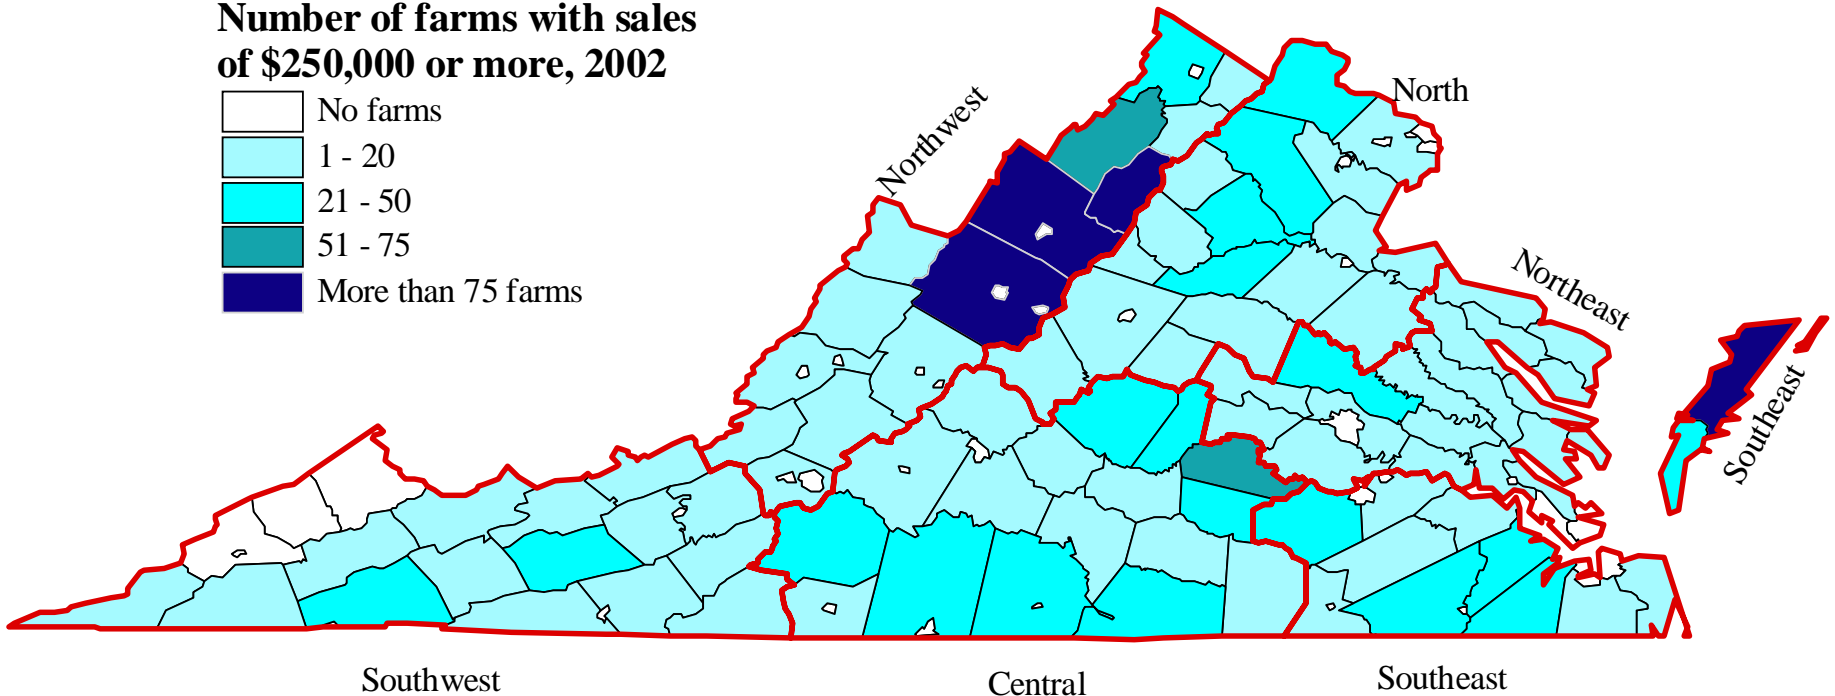 Number of farms with sales
of $250,000 or more, 2002
No farms
1 - 20
21 - 50
51 - 75
More than 75 farms
Northwest
North
Northeast
Southeast
Southwest
Central
Southeast